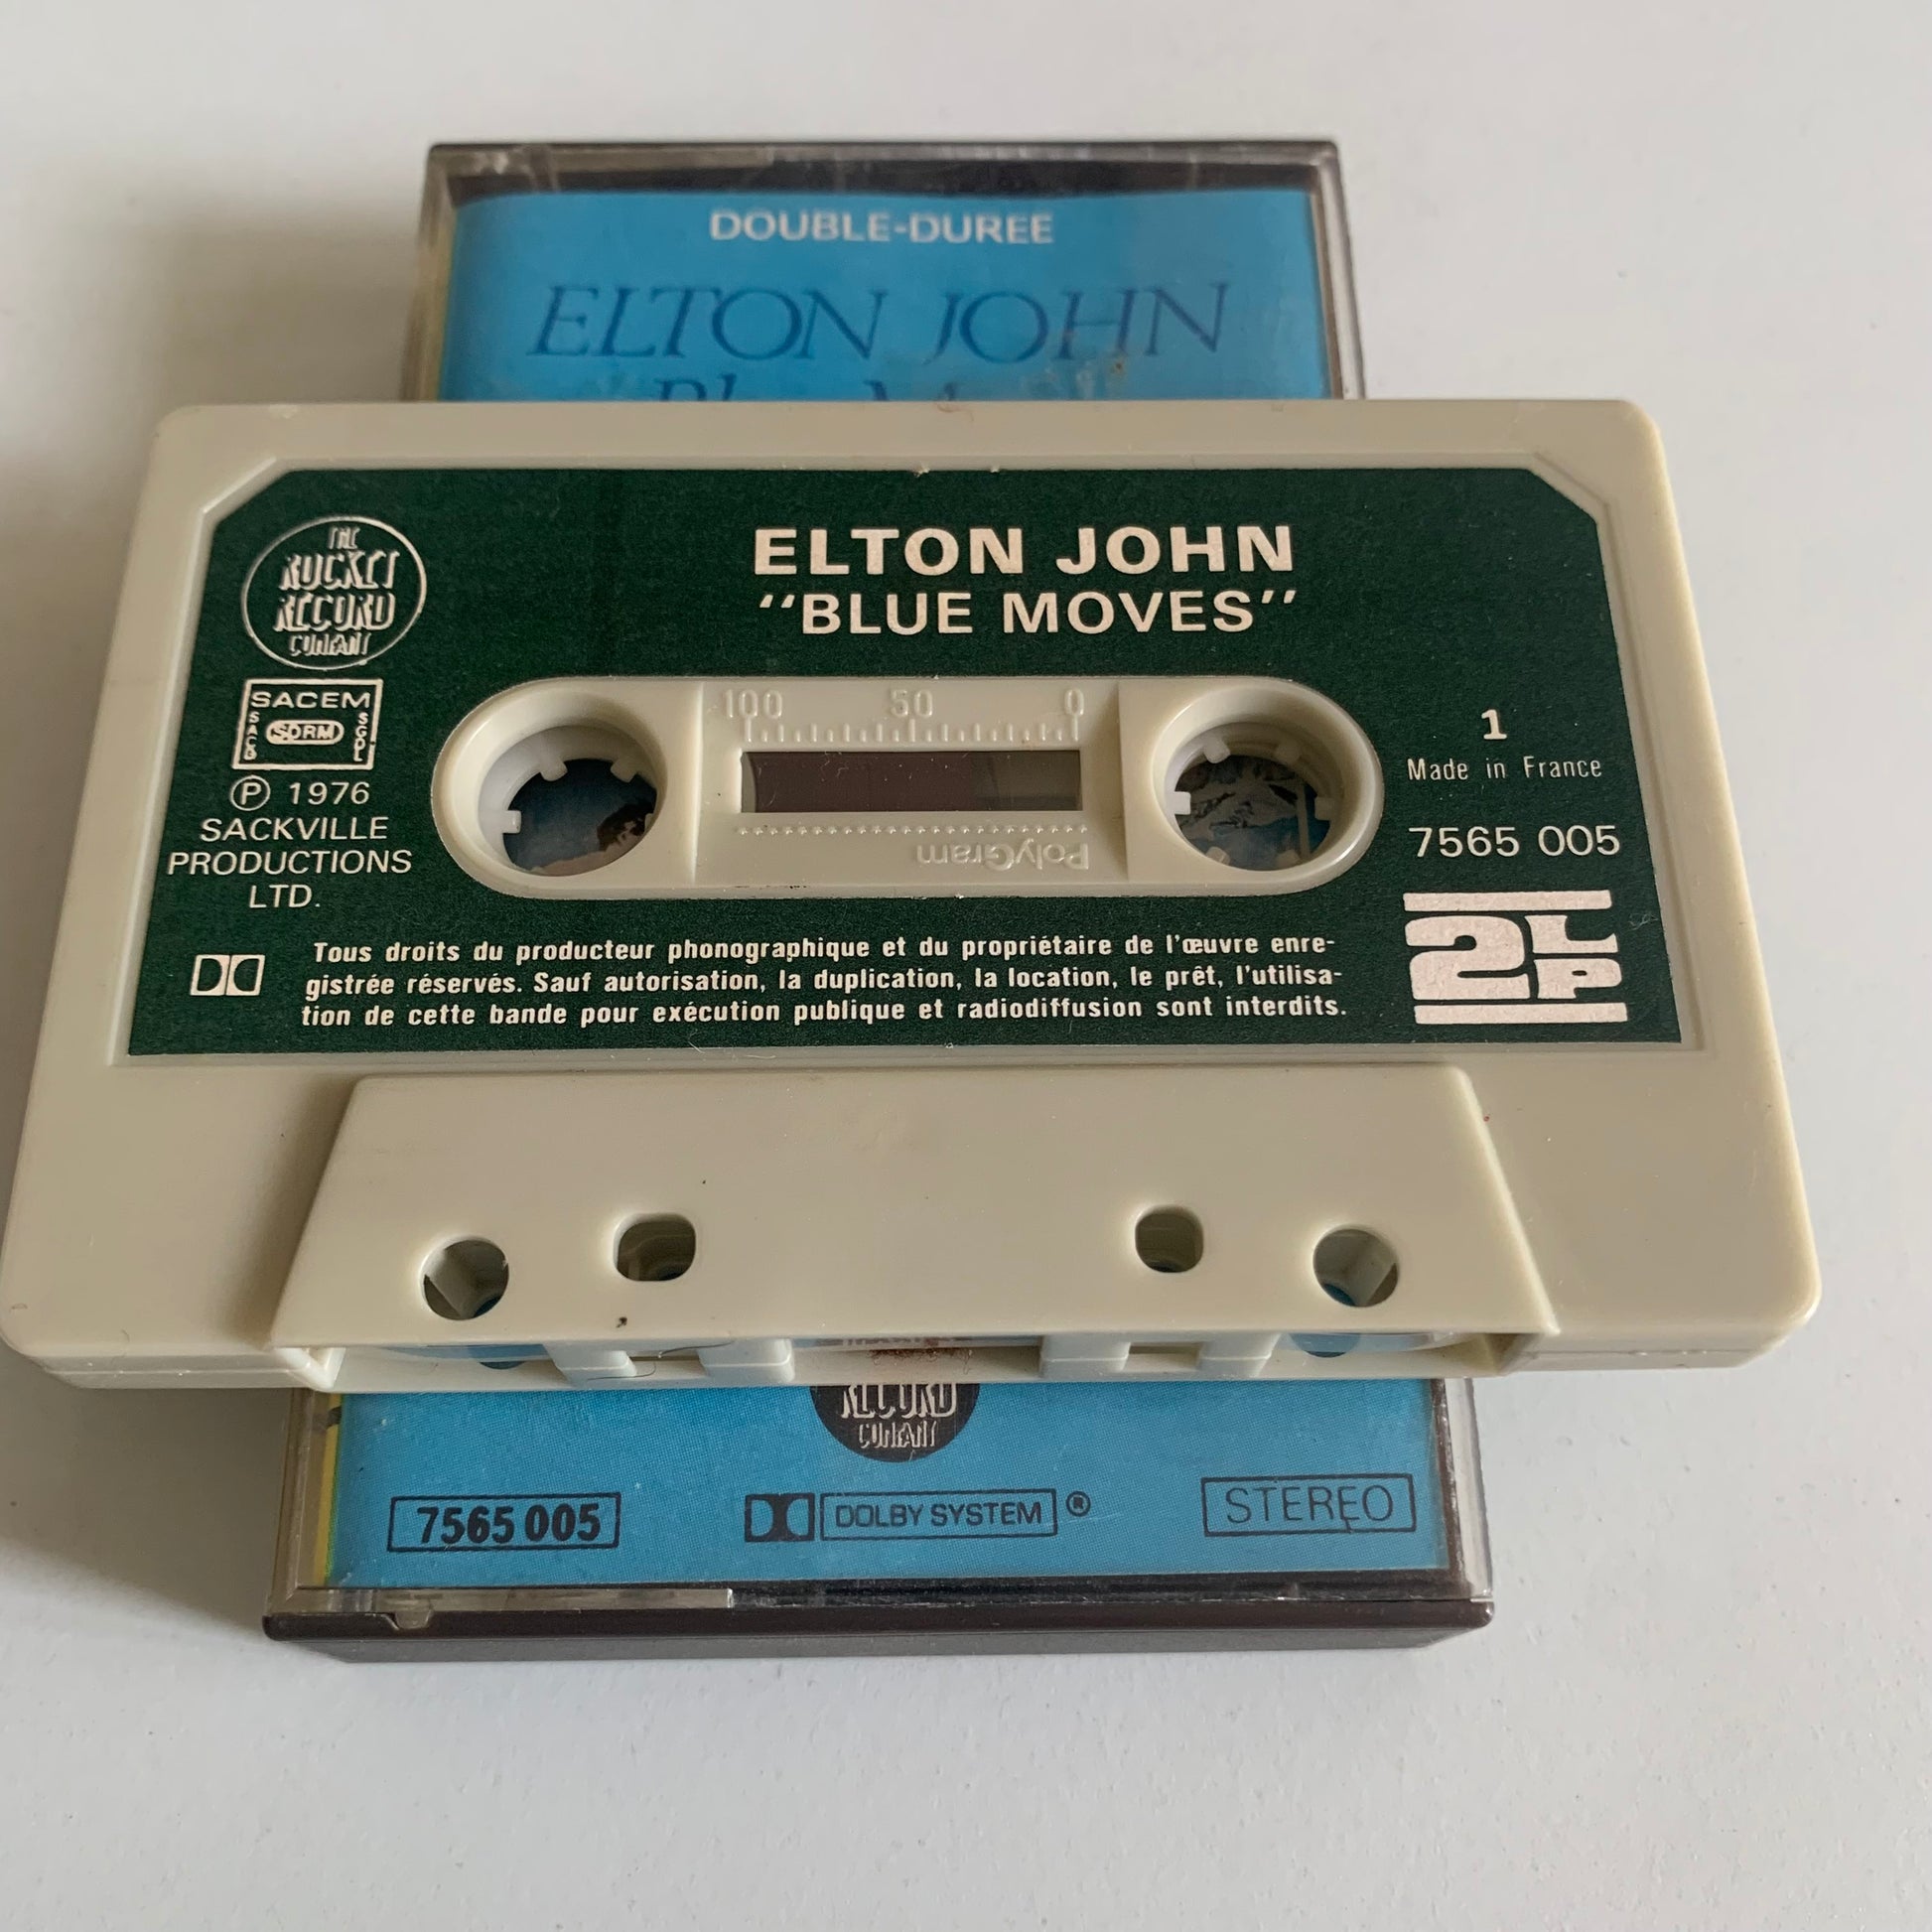 DOUBLE-DUREE
ELTON JOHN
THE
ROCKET
RECORD
COMPANY
ELTON JOHN
"BLUE MOVES"
SACEM
SACD
SDRM
SGDL
Ⓟ 1976
SACKVILLE
PRODUCTIONS
LTD.
100 50 0
PolyGram
1
Made in France
7565 005
2LP
Tous droits du producteur phonographique et du propriétaire de l'œuvre enre-
gistrée réservés. Sauf autorisation, la duplication, la location, le prêt, l'utilisa-
tion de cette bande pour exécution publique et radiodiffusion sont interdits.
RECORD
COMPANY
7565 005
DOLBY SYSTEM ®
STEREO